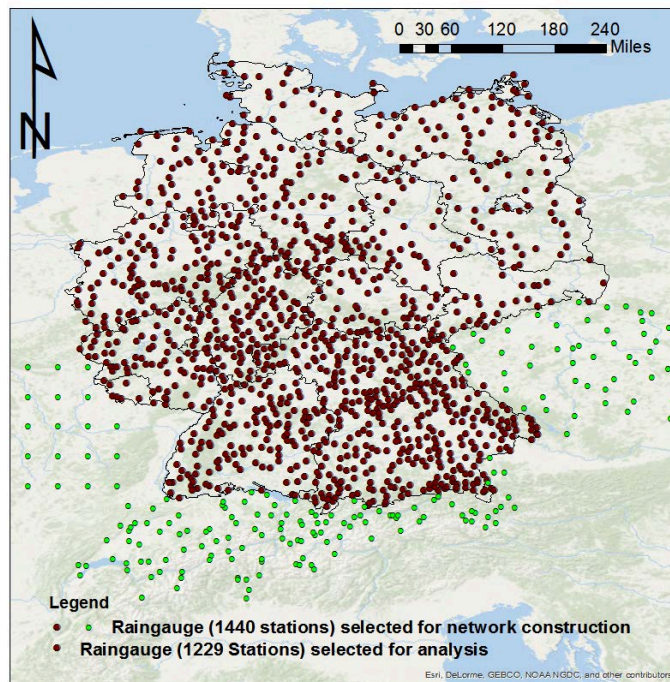 0 30 60 120 180 240
Miles
N
Legend
Raingauge (1440 stations) selected for network construction
Raingauge (1229 Stations) selected for analysis
Esri, DeLorme, GEBCO, NOAA NGDC, and other contributors